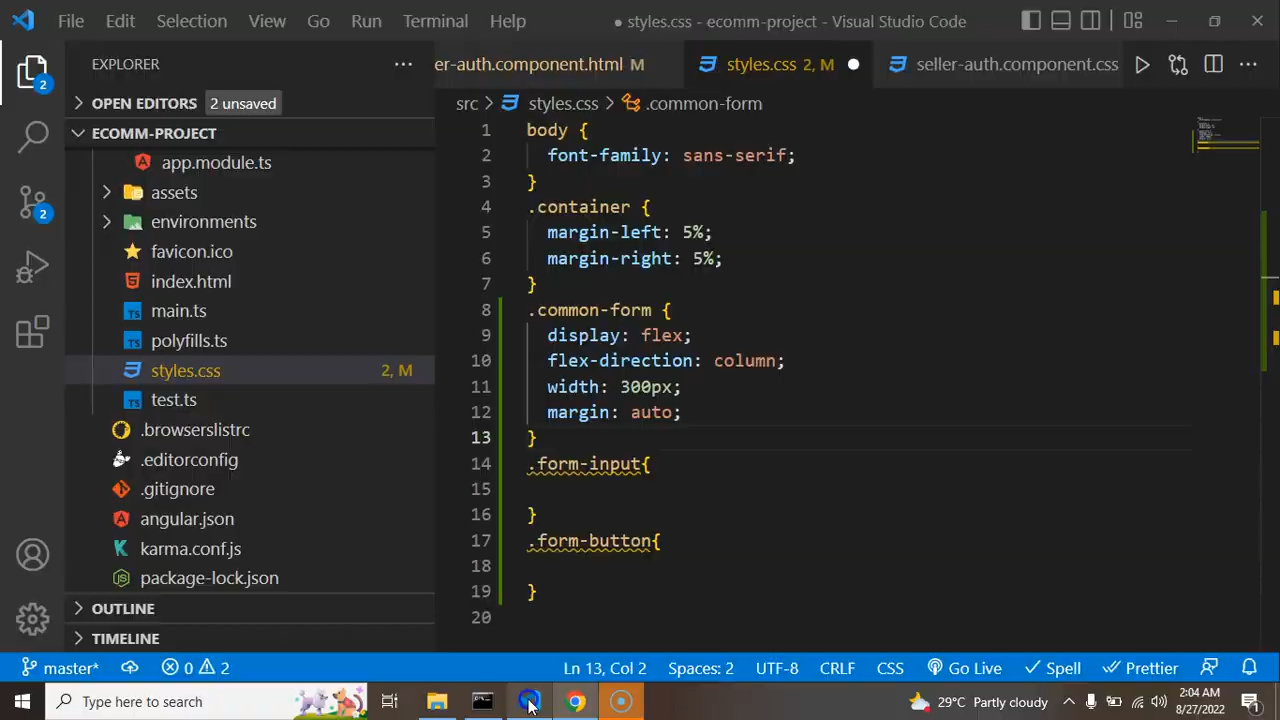 File Edit Selection View Go Run Terminal Help ● styles.css - ecomm-project - Visual Studio Code
EXPLORER
er-auth.component.html M
styles.css 2, M
seller-auth.component.css
OPEN EDITORS 2 unsaved
src > styles.css > .common-form
ECOMM-PROJECT
app.module.ts
assets
environments
favicon.ico
index.html
main.ts
polyfills.ts
styles.css 2, M
test.ts
.browserslistrc
.editorconfig
.gitignore
angular.json
karma.conf.js
package-lock.json
OUTLINE
TIMELINE
2
2
1 body {
2 font-family: sans-serif;
3 }
4 .container {
5 margin-left: 5%;
6 margin-right: 5%;
7 }
8 .common-form {
9 display: flex;
10 flex-direction: column;
11 width: 300px;
12 margin: auto;
13 }
14 .form-input{
15
16 }
17 .form-button{
18
19 }
20
master* 0 2 Ln 13, Col 2 Spaces: 2 UTF-8 CRLF CSS Go Live Spell Prettier
Type here to search
29°C Partly cloudy
2:04 AM
8/27/2022
1